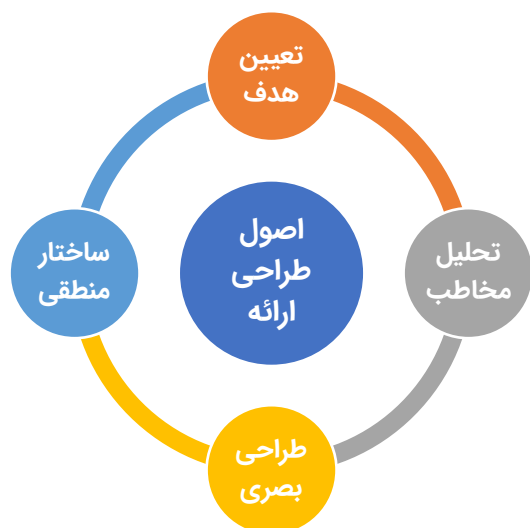 تعیین
هدف
اصول
طراحی
ارائه
تحلیل
مخاطب
ساختار
منطقی
طراحی
بصری